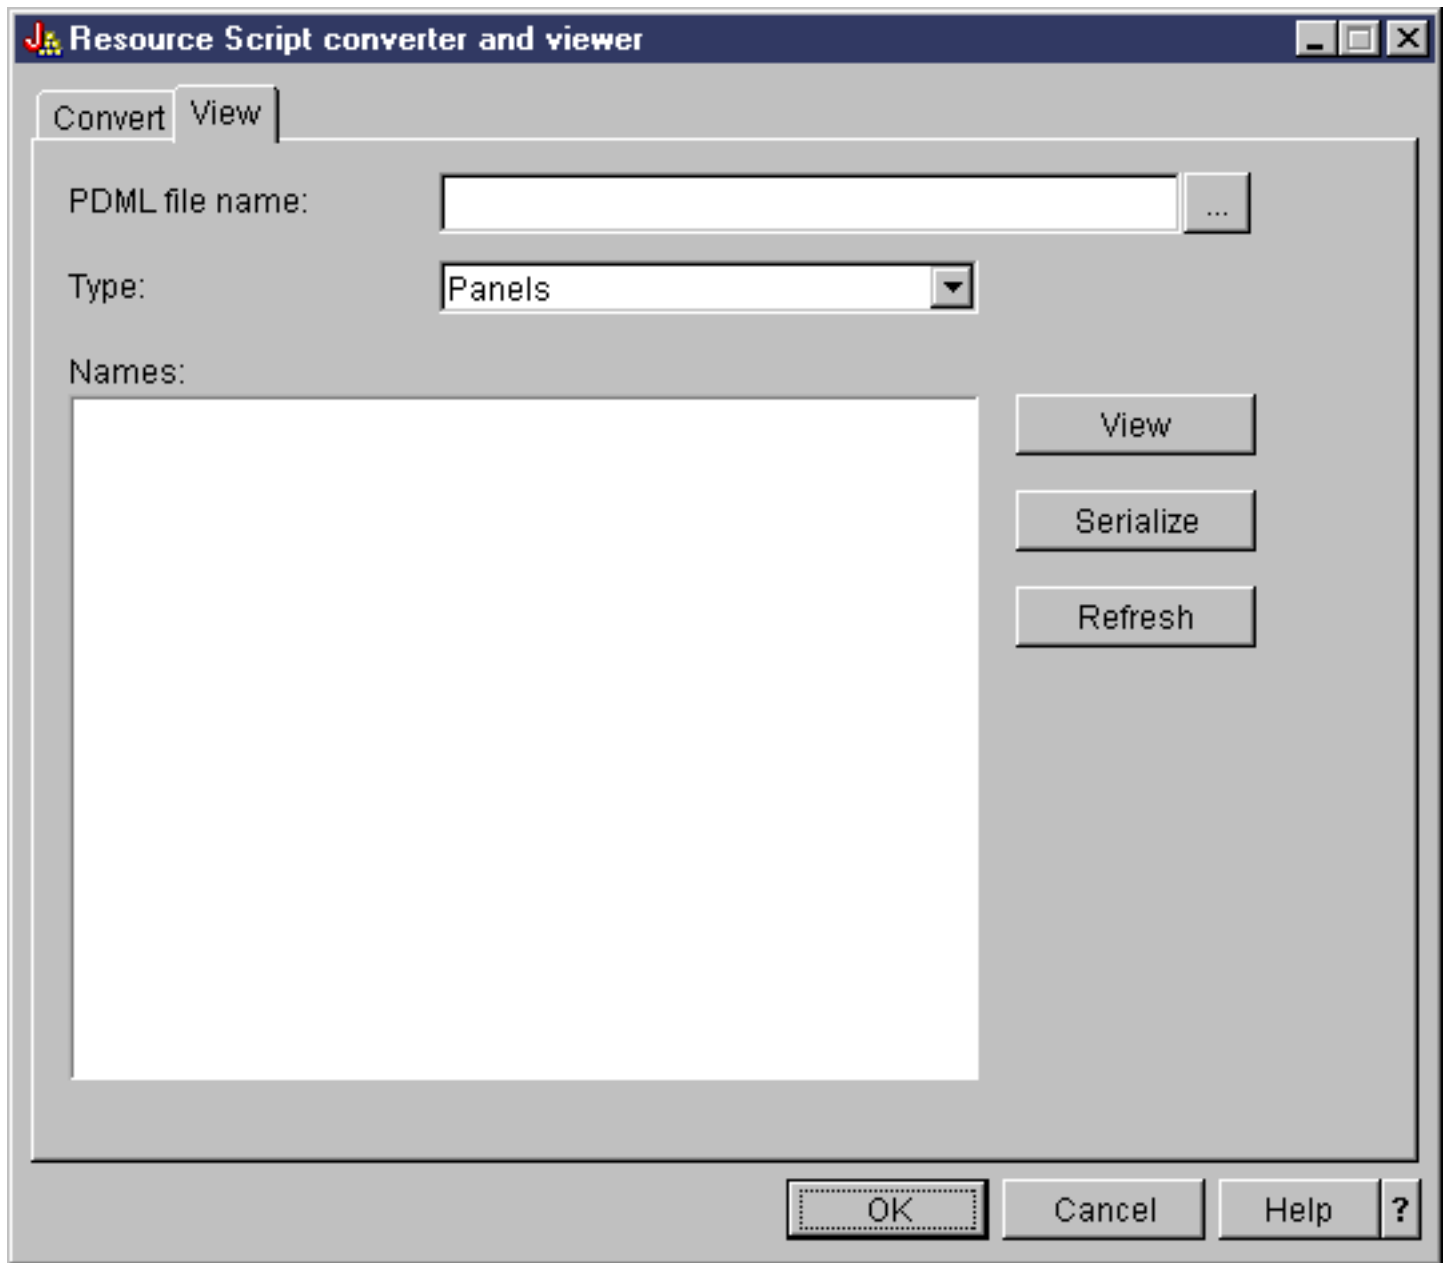 Resource Script converter and viewer
Convert View
PDML file name: ...
Type: Panels
Names:
View
Serialize
Refresh
OK Cancel Help ?